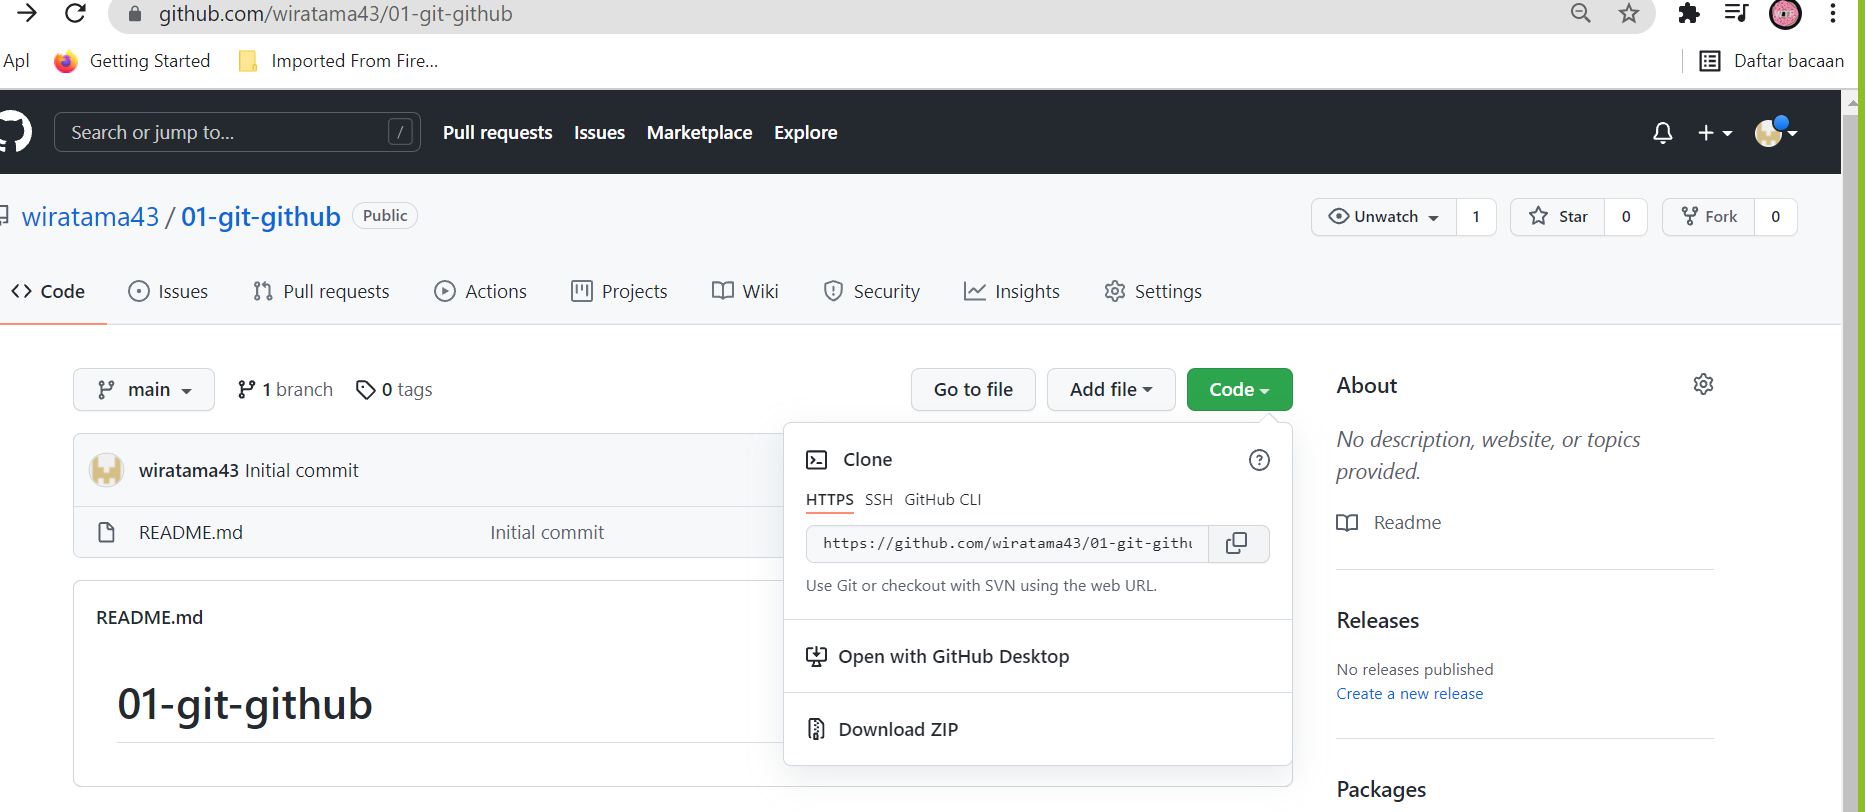 github.com/wiratama43/01-git-github
Apl Getting Started Imported From Fire... Daftar bacaan
Search or jump to... / Pull requests Issues Marketplace Explore
wiratama43 / 01-git-github Public Unwatch 1 Star 0 Fork 0
Code Issues Pull requests Actions Projects Wiki Security Insights Settings
main 1 branch 0 tags Go to file Add file Code
wiratama43 Initial commit
README.md Initial commit
README.md
01-git-github
Clone
HTTPS SSH GitHub CLI
https://github.com/wiratama43/01-git-githu
Use Git or checkout with SVN using the web URL.
Open with GitHub Desktop
Download ZIP
About
No description, website, or topics
provided.
Readme
Releases
No releases published
Create a new release
Packages